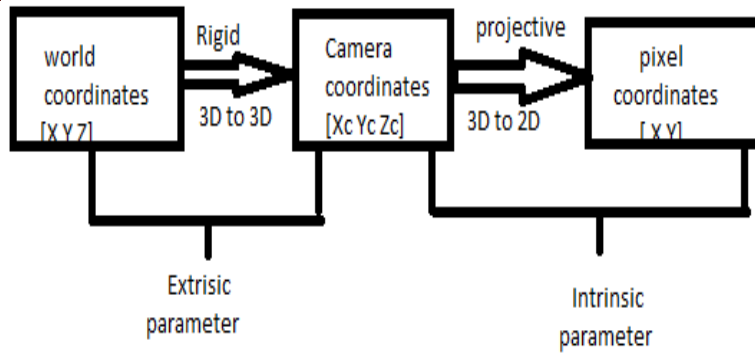 world
coordinates
[X Y Z]
Rigid
3D to 3D
Camera
coordinates
[Xc Yc Zc]
projective
3D to 2D
pixel
coordinates
[ X Y]
Extrisic
parameter
Intrinsic
parameter